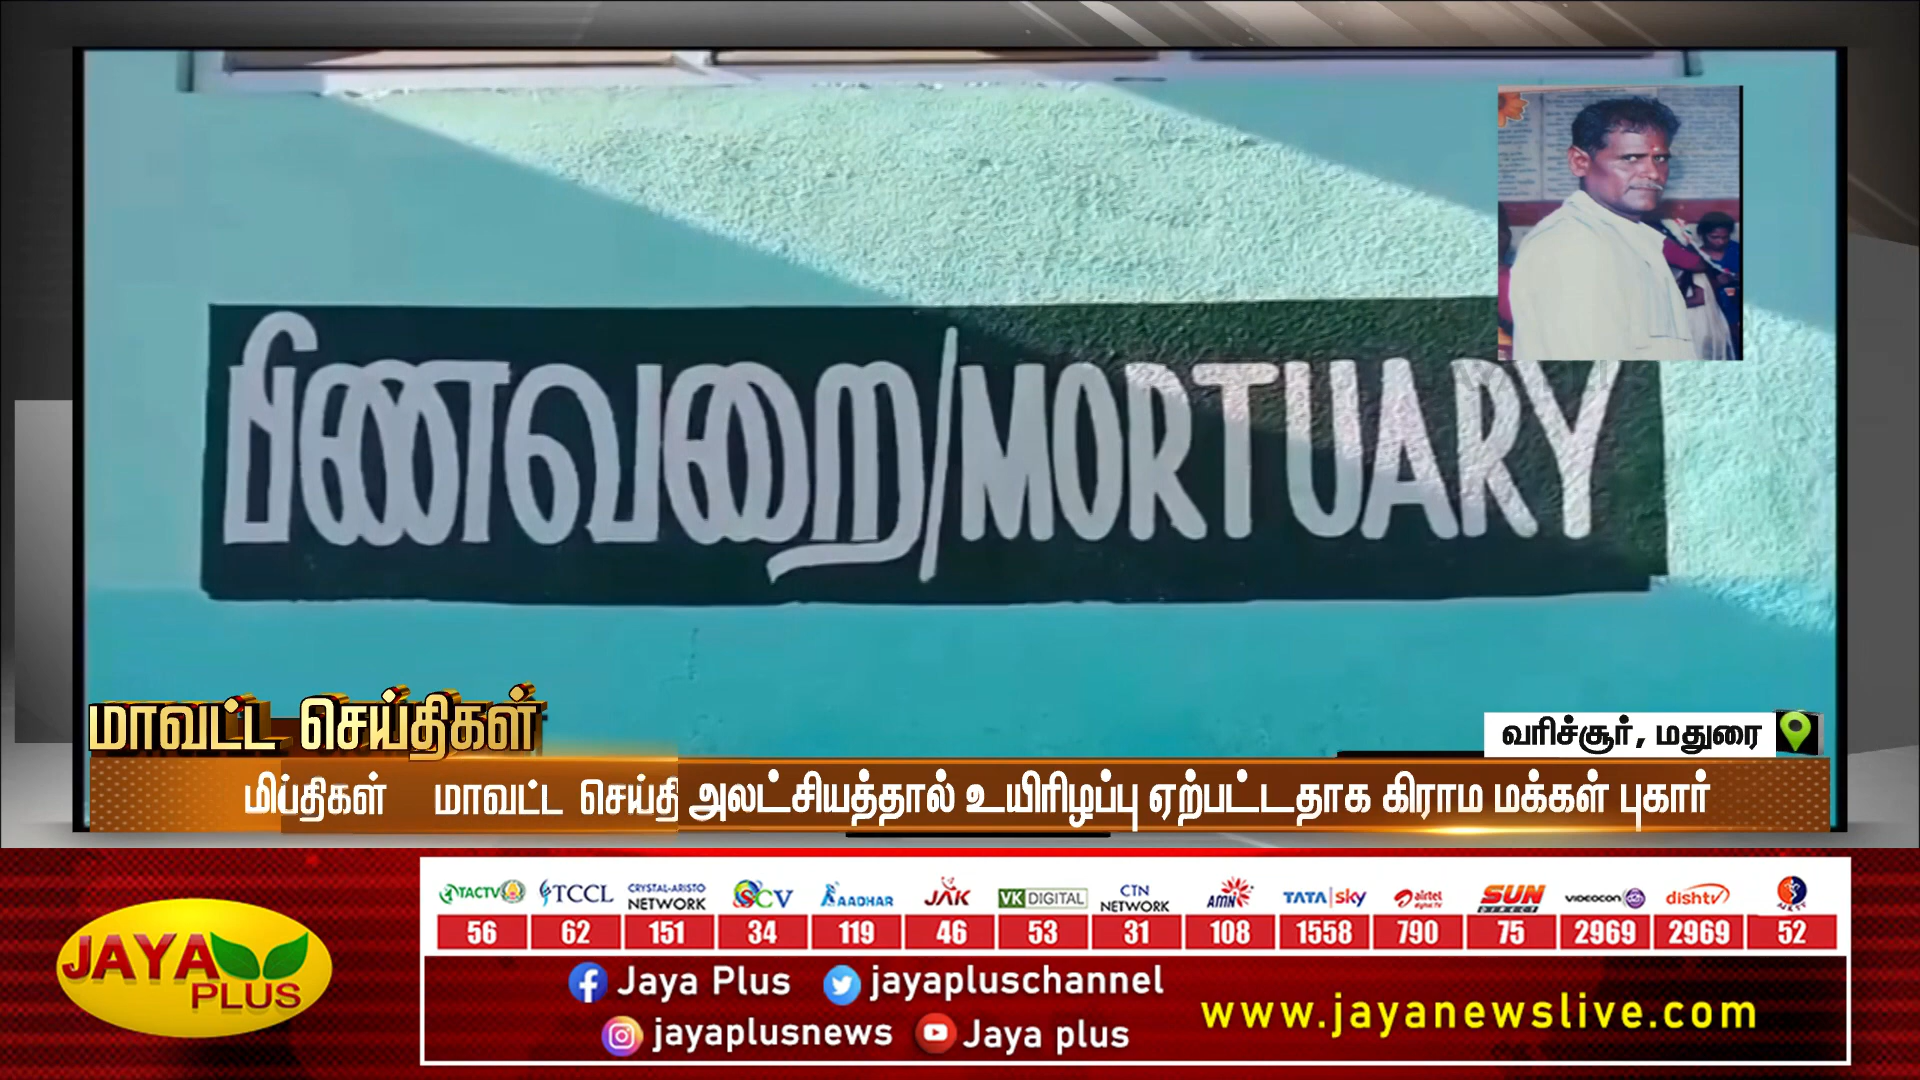 பிணவறை/MORTUARY
மாவட்ட செய்திகள்
வரிச்சூர், மதுரை
மாவட்ட செய்தி அலட்சியத்தால் உயிரிழப்பு ஏற்பட்டதாக கிராம மக்கள் புகார்
TACTV TCCL CRYSTAL-ARISTO NETWORK SCV AADHAR JAK VK DIGITAL CTN NETWORK AMN TATA sky airtel digital TV SUN DIRECT VIDEOCON dishtv
56 62 151 34 119 46 53 31 108 1558 790 75 2969 2969 52
JAYA PLUS
Jaya Plus jayapluschannel
jayaplusnews Jaya plus
www.jayanewslive.com